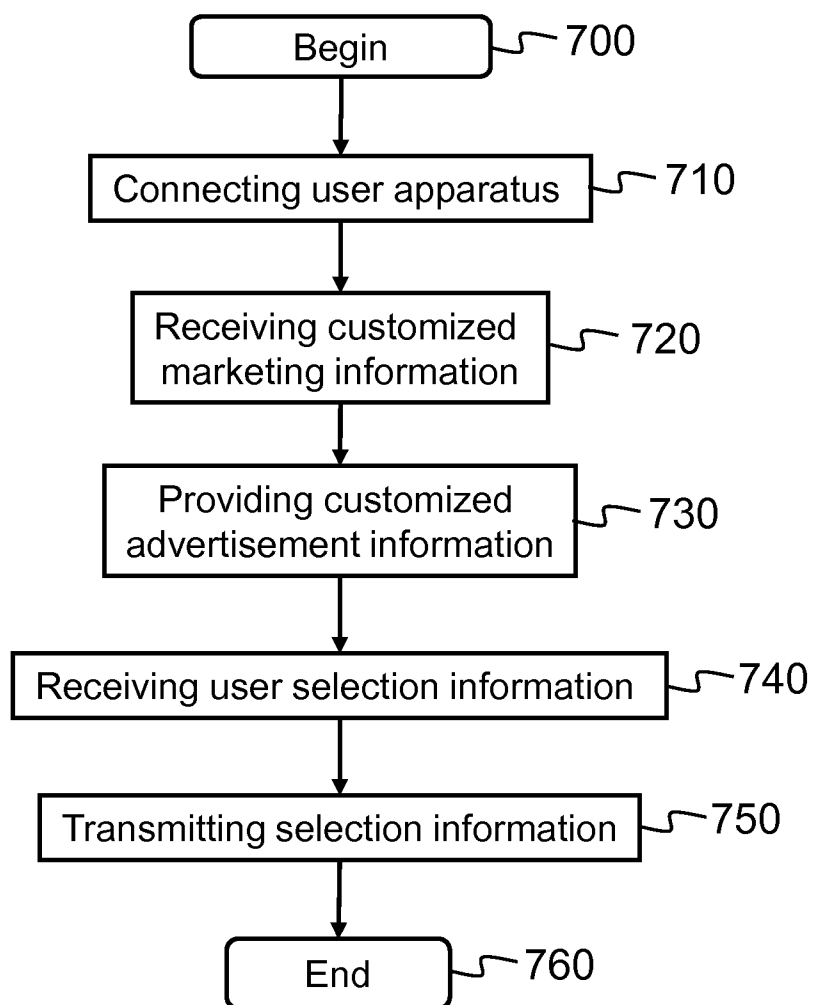 Begin
700
Connecting user apparatus
710
Receiving customized
marketing information
720
Providing customized
advertisement information
730
Receiving user selection information
740
Transmitting selection information
750
End
760